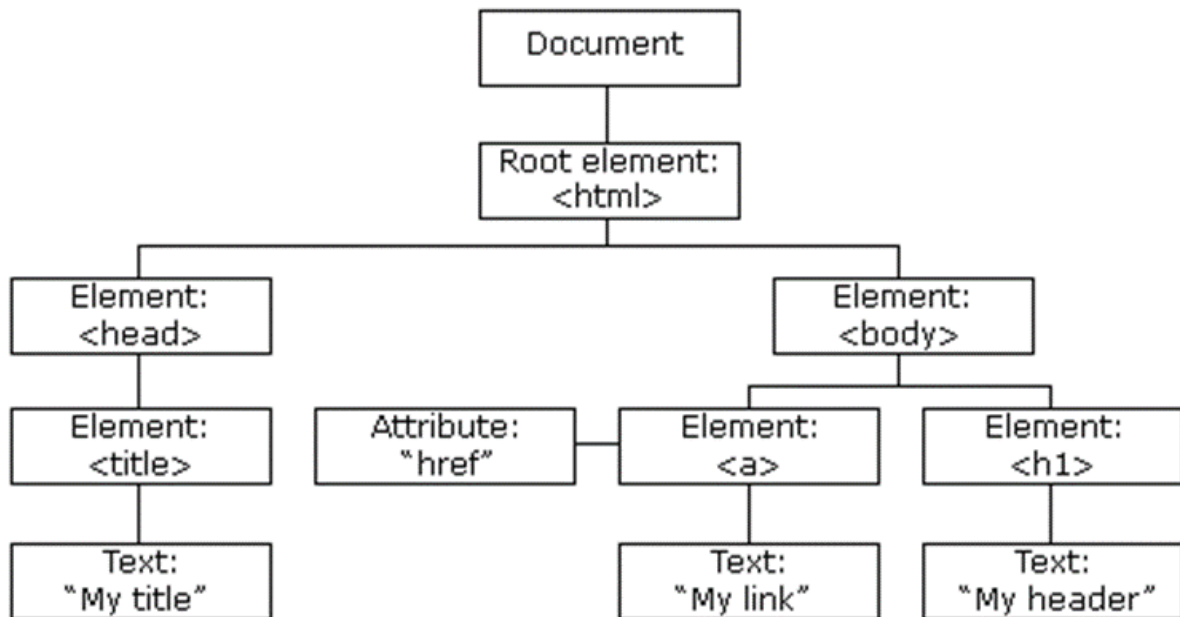 Document
Root element:
<html>
Element:
<head>
Element:
<body>
Element:
<title>
Attribute:
“href”
Element:
<a>
Element:
<h1>
Text:
“My title”
Text:
“My link”
Text:
“My header”